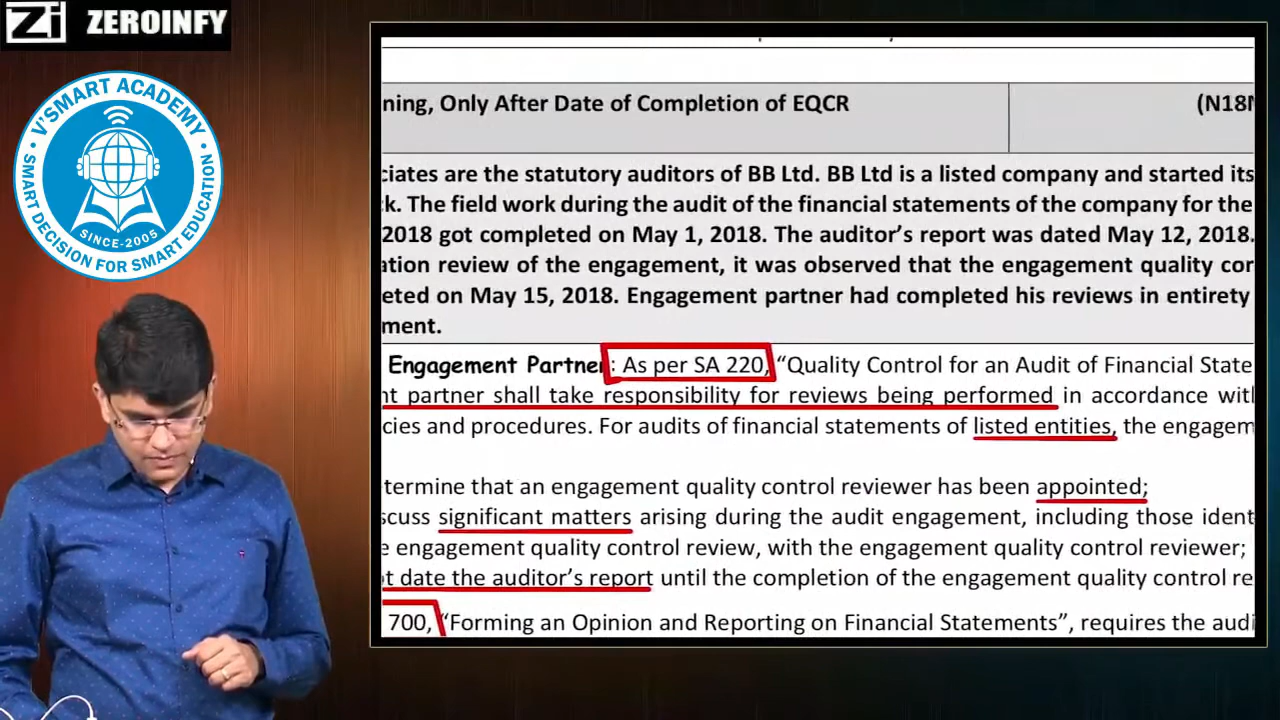 Zi ZEROINFY
V'SMART ACADEMY
SMART DECISION FOR SMART EDUCATION
SINCE-2005
ning, Only After Date of Completion of EQCR
(N18N
ciates are the statutory auditors of BB Ltd. BB Ltd is a listed company and started its
k. The field work during the audit of the financial statements of the company for the
2018 got completed on May 1, 2018. The auditor's report was dated May 12, 2018.
ation review of the engagement, it was observed that the engagement quality cor
eted on May 15, 2018. Engagement partner had completed his reviews in entirety
ment.
Engagement Partner: As per SA 220, “Quality Control for an Audit of Financial State
nt partner shall take responsibility for reviews being performed in accordance witl
cies and procedures. For audits of financial statements of listed entities, the engagem
termine that an engagement quality control reviewer has been appointed;
scuss significant matters arising during the audit engagement, including those ident
e engagement quality control review, with the engagement quality control reviewer;
t date the auditor's report until the completion of the engagement quality control re
700, “Forming an Opinion and Reporting on Financial Statements”, requires the audi